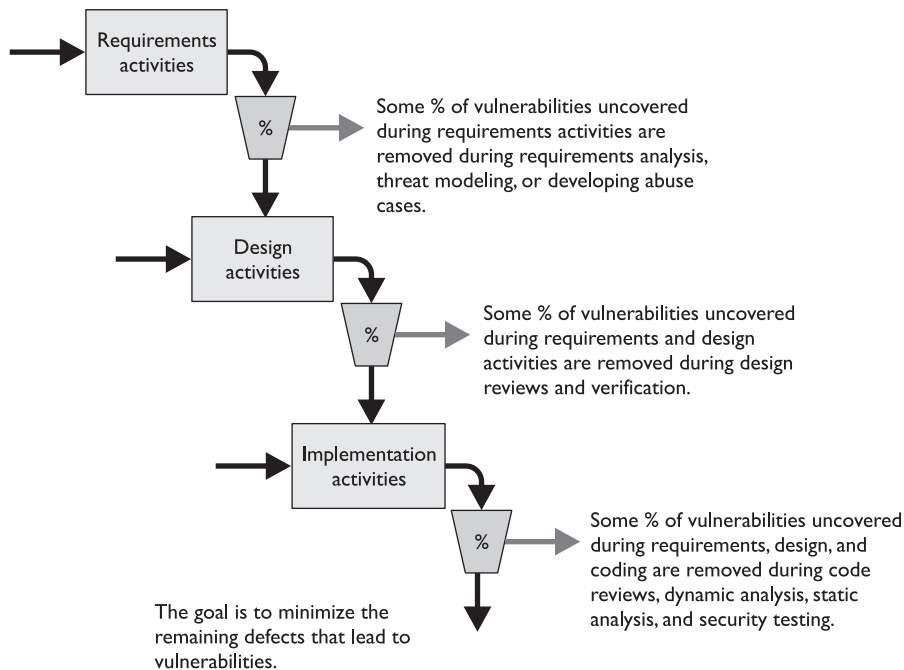 Requirements
activities
%
Some % of vulnerabilities uncovered
during requirements activities are
removed during requirements analysis,
threat modeling, or developing abuse
cases.
Design
activities
%
Some % of vulnerabilities uncovered
during requirements and design
activities are removed during design
reviews and verification.
Implementation
activities
%
Some % of vulnerabilities uncovered
during requirements, design, and
coding are removed during code
reviews, dynamic analysis, static
analysis, and security testing.
The goal is to minimize the
remaining defects that lead to
vulnerabilities.